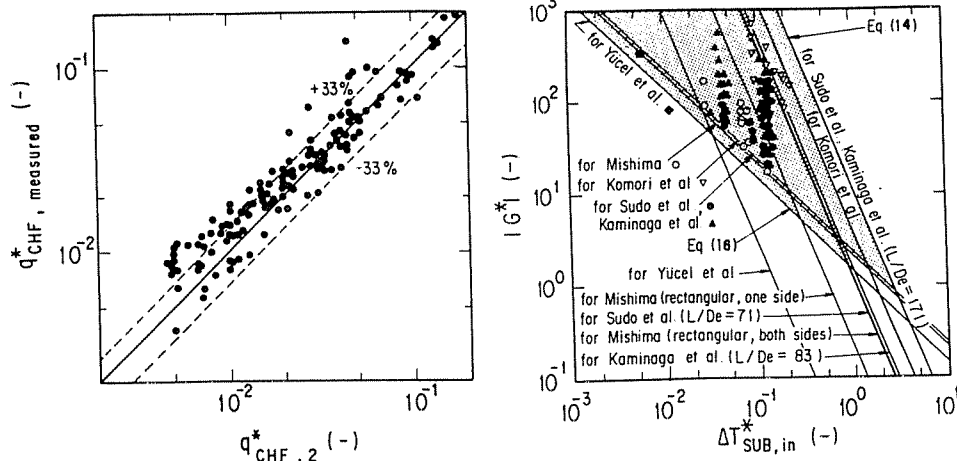 q*CHF, measured (-)
10⁻¹
10⁻²
+33%
-33%
10⁻²
10⁻¹
q*CHF, 2 (-)
|G*| (-)
10³
10²
10¹
10⁰
10⁻¹
for Yücel et al.
Eq (14)
for Sudo et al. Kaminaga et al (L/De=171)
for Komori et al.
for Mishima
for Komori et al
for Sudo et al,
Kaminaga et al,
Eq (16)
for Yücel et al
for Mishima (rectangular, one side)
for Sudo et al. (L/De=71)
for Mishima (rectangular, both sides)
for Kaminaga et al. (L/De = 83)
10⁻³
10⁻²
10⁻¹
10⁰
10¹
ΔT*SUB,in (-)